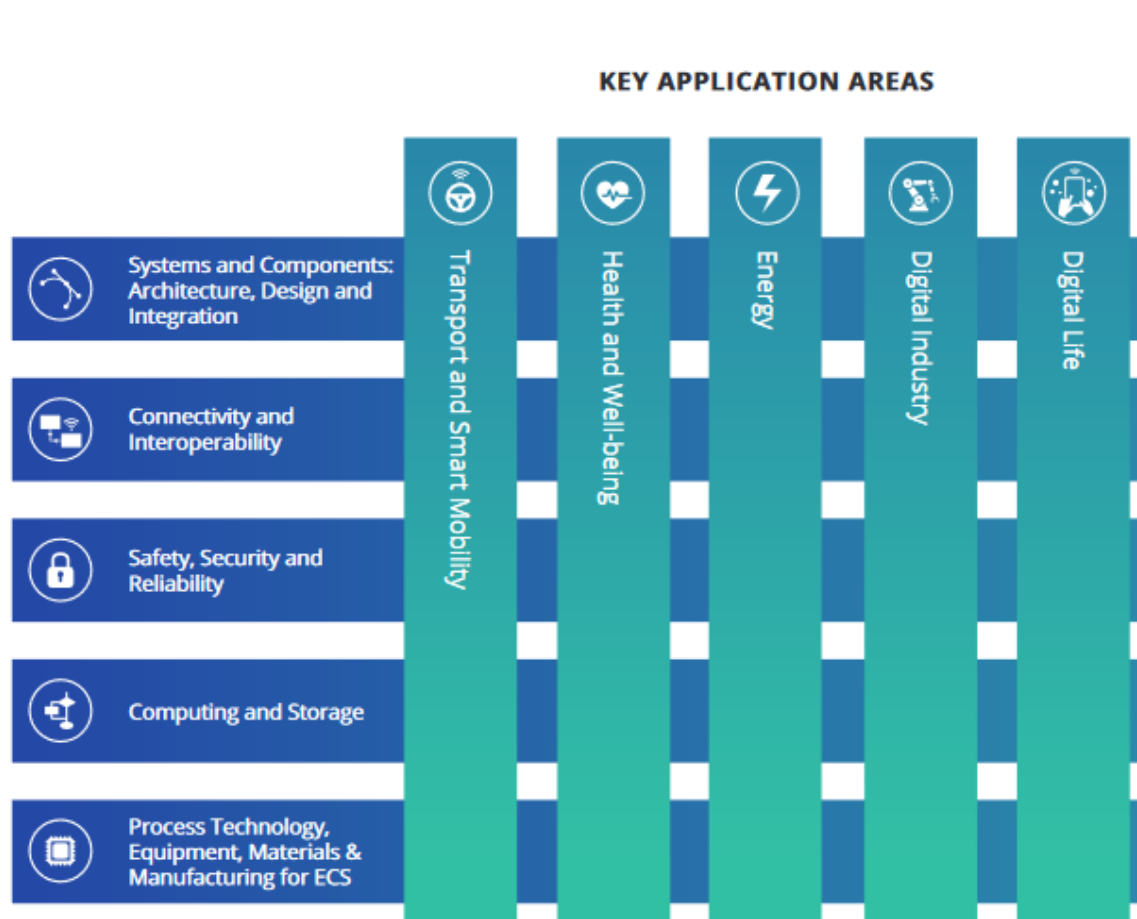 KEY APPLICATION AREAS
Transport and Smart Mobility
Health and Well-being
Energy
Digital Industry
Digital Life
Systems and Components:
Architecture, Design and
Integration
Connectivity and
Interoperability
Safety, Security and
Reliability
Computing and Storage
Process Technology,
Equipment, Materials &
Manufacturing for ECS